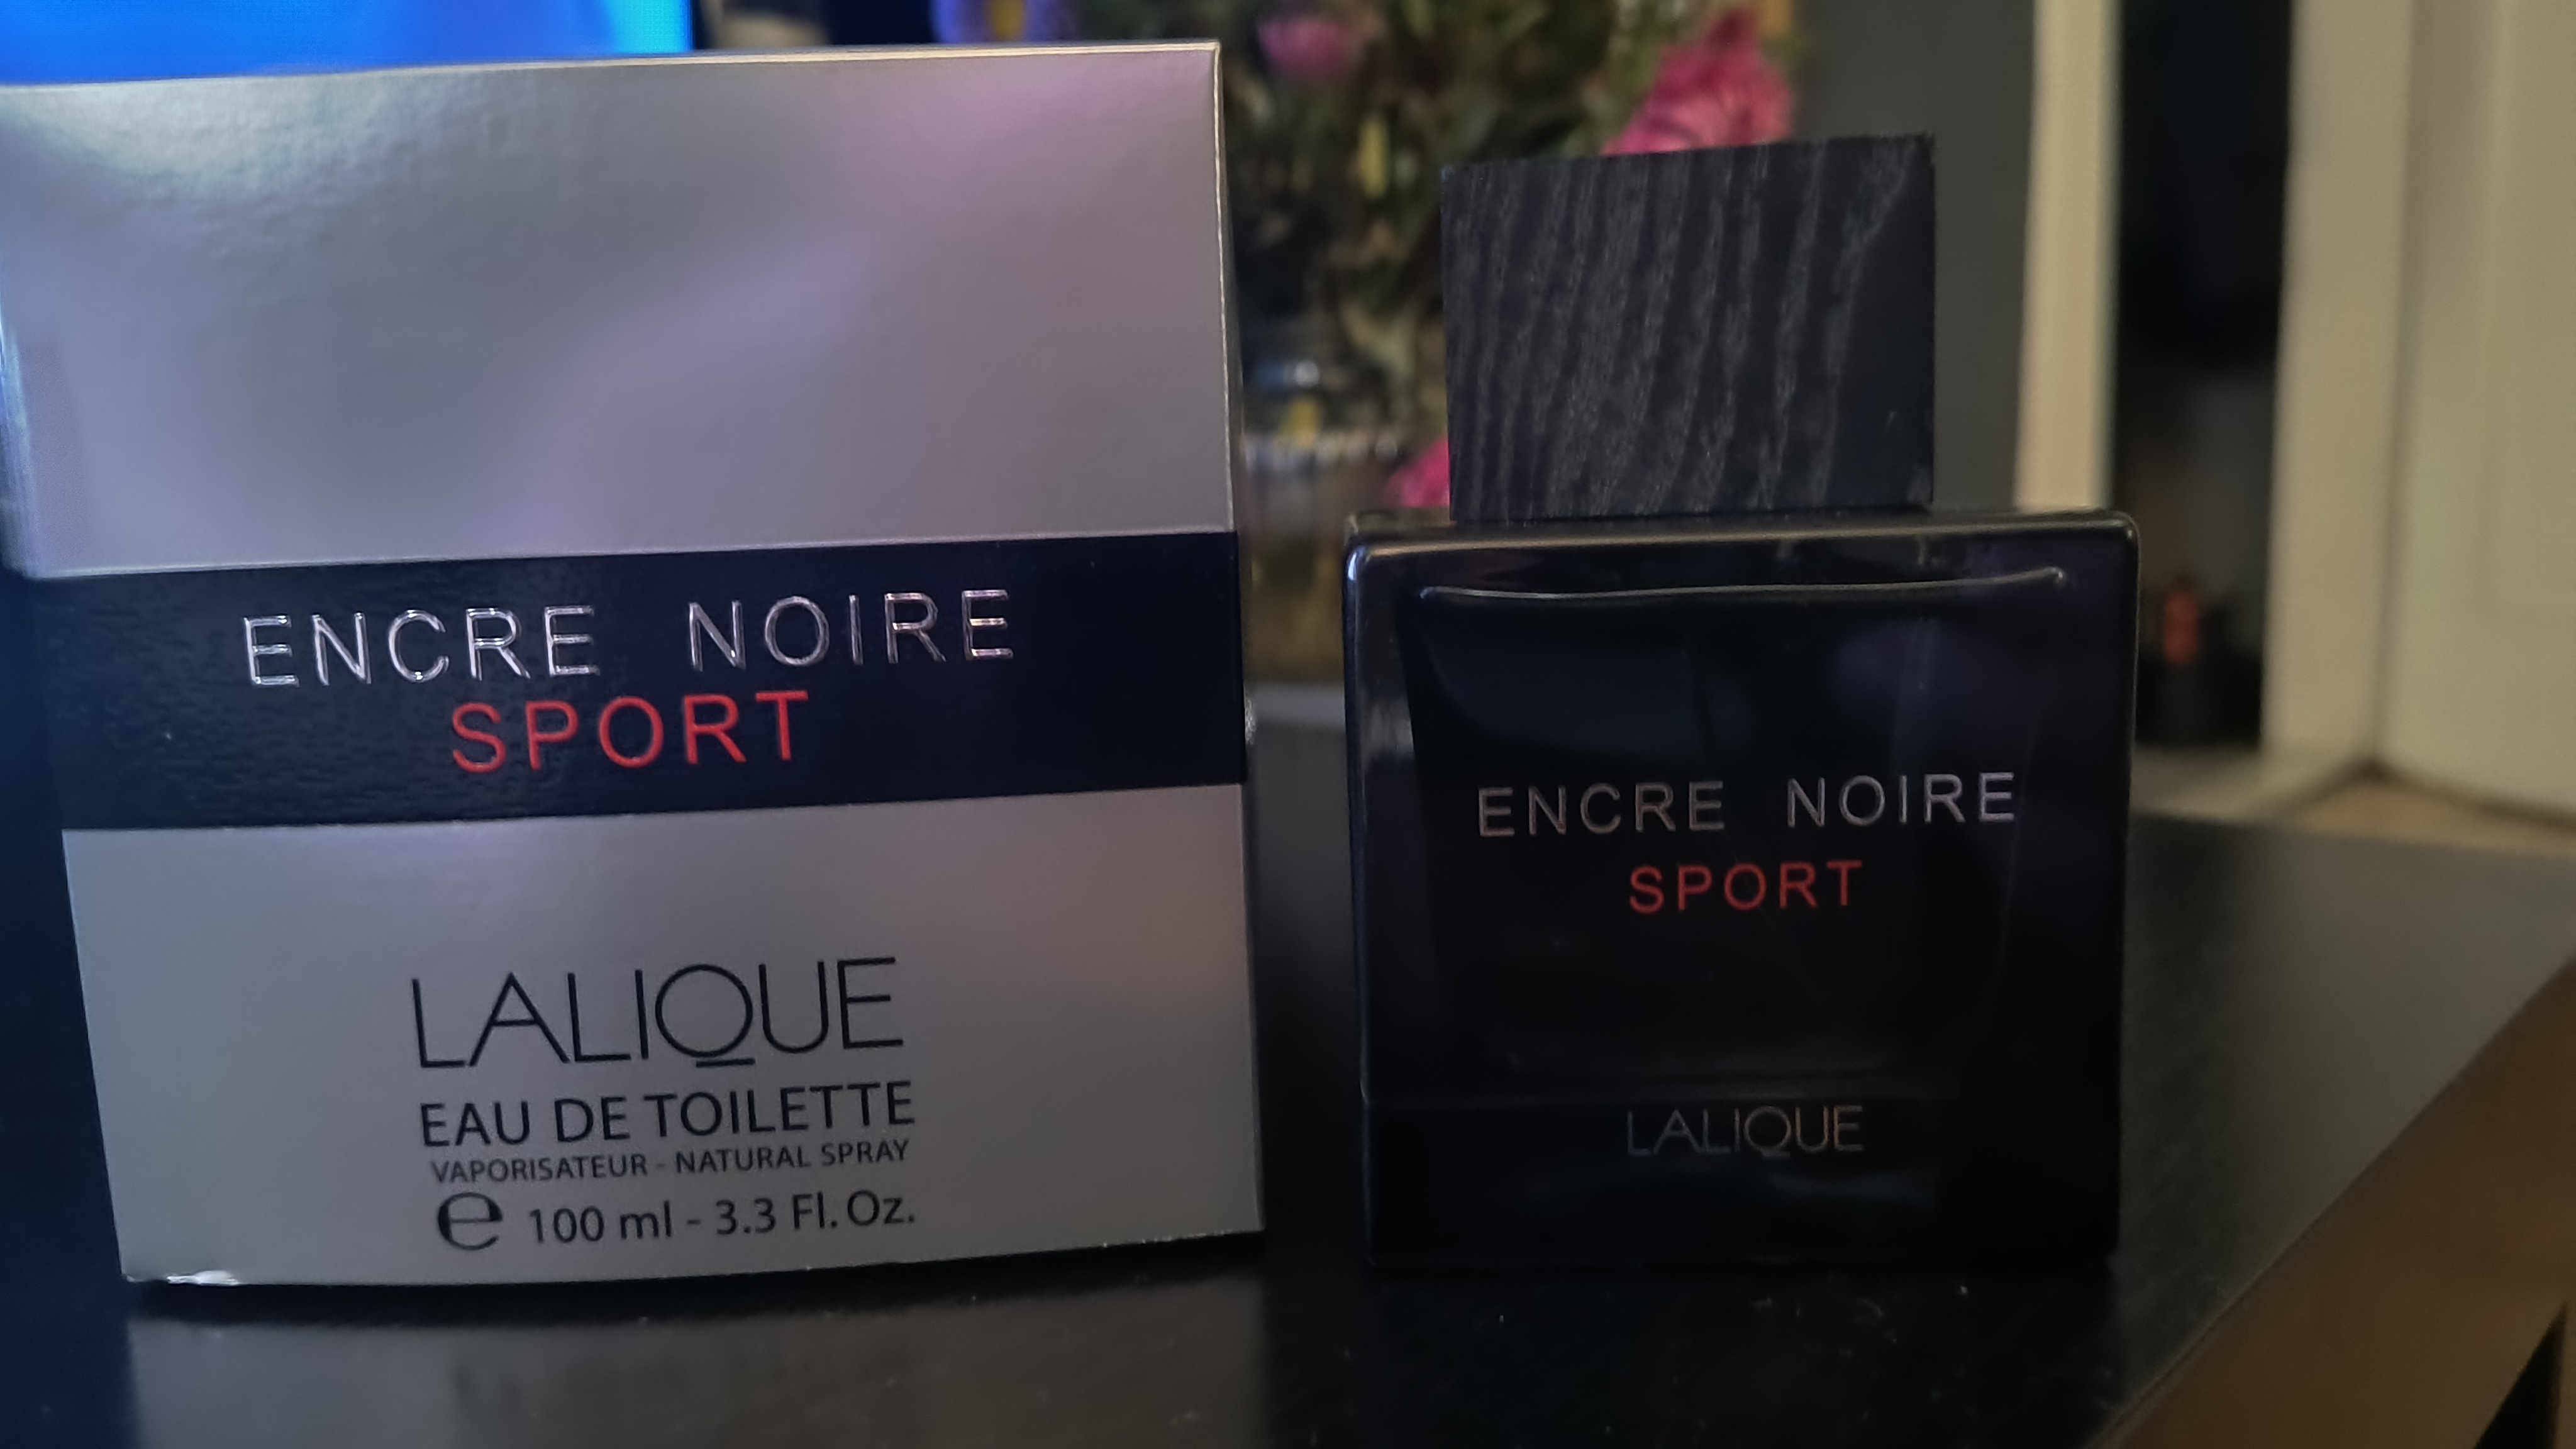 ENCRE NOIRE
SPORT
LALIQUE
EAU DE TOILETTE
VAPORISATEUR - NATURAL SPRAY
e 100 ml - 3.3 Fl. Oz.
ENCRE NOIRE
SPORT
LALIQUE